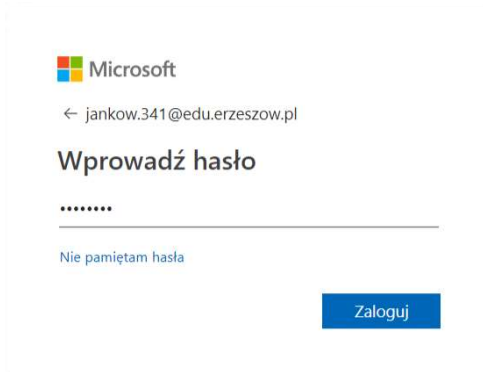 Microsoft
← jankow.341@edu.erzeszow.pl
Wprowadź hasło
••••••••
Nie pamiętam hasła
Zaloguj